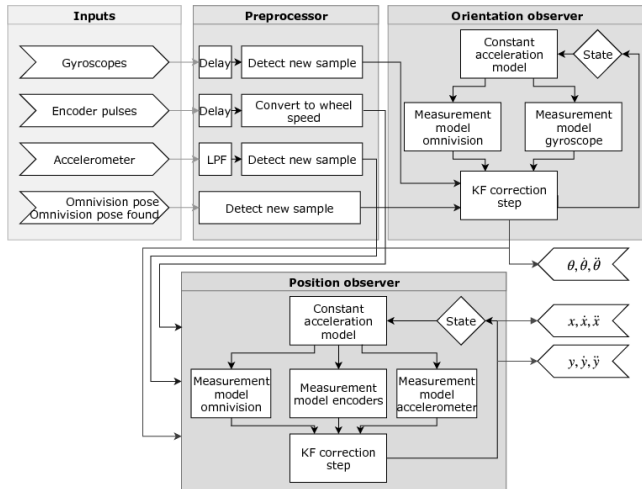 Inputs
Preprocessor
Orientation observer
Gyroscopes
Delay
Detect new sample
Constant
acceleration
model
State
Encoder pulses
Delay
Convert to wheel
speed
Measurement
model
omnivision
Measurement
model
gyroscope
Accelerometer
LPF
Detect new sample
Omnivision pose
Omnivision pose found
Detect new sample
KF correction
step
θ, θ̇, θ̈
Position observer
Constant
acceleration
model
State
x, ẋ, ẍ
y, ẏ, ÿ
Measurement
model
omnivision
Measurement
model encoders
Measurement
model
accelerometer
KF correction
step